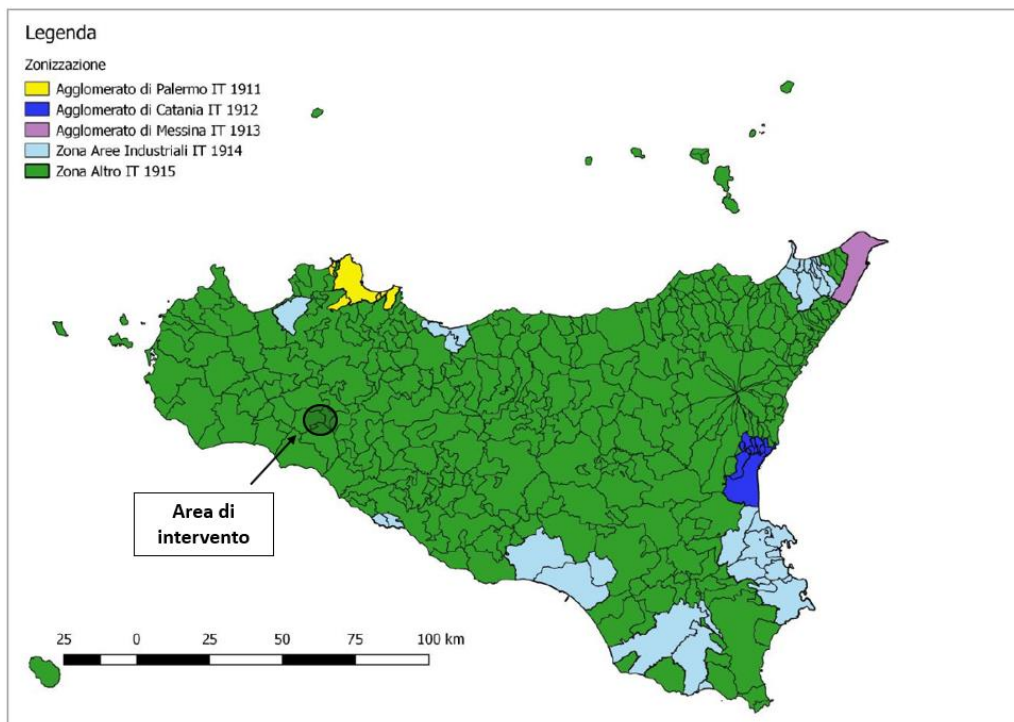 Legenda
Zonizzazione
Agglomerato di Palermo IT 1911
Agglomerato di Catania IT 1912
Agglomerato di Messina IT 1913
Zona Aree Industriali IT 1914
Zona Altro IT 1915
Area di
intervento
25 0 25 50 75 100 km